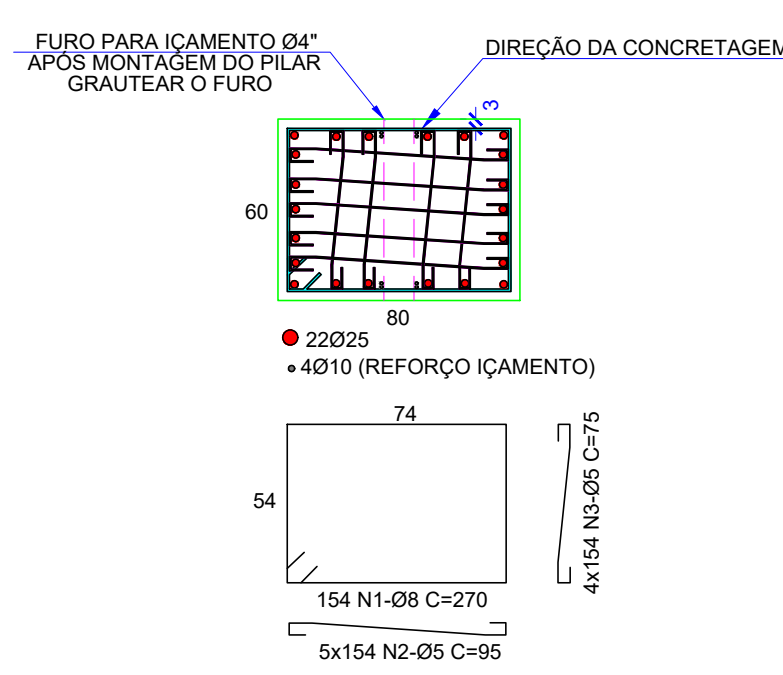 FURO PARA IÇAMENTO Ø4"
APÓS MONTAGEM DO PILAR
GRAUTEAR O FURO
DIREÇÃO DA CONCRETAGEM
3
60
80
22Ø25
4Ø10 (REFORÇO IÇAMENTO)
74
54
4x154 N3-Ø5 C=75
154 N1-Ø8 C=270
5x154 N2-Ø5 C=95